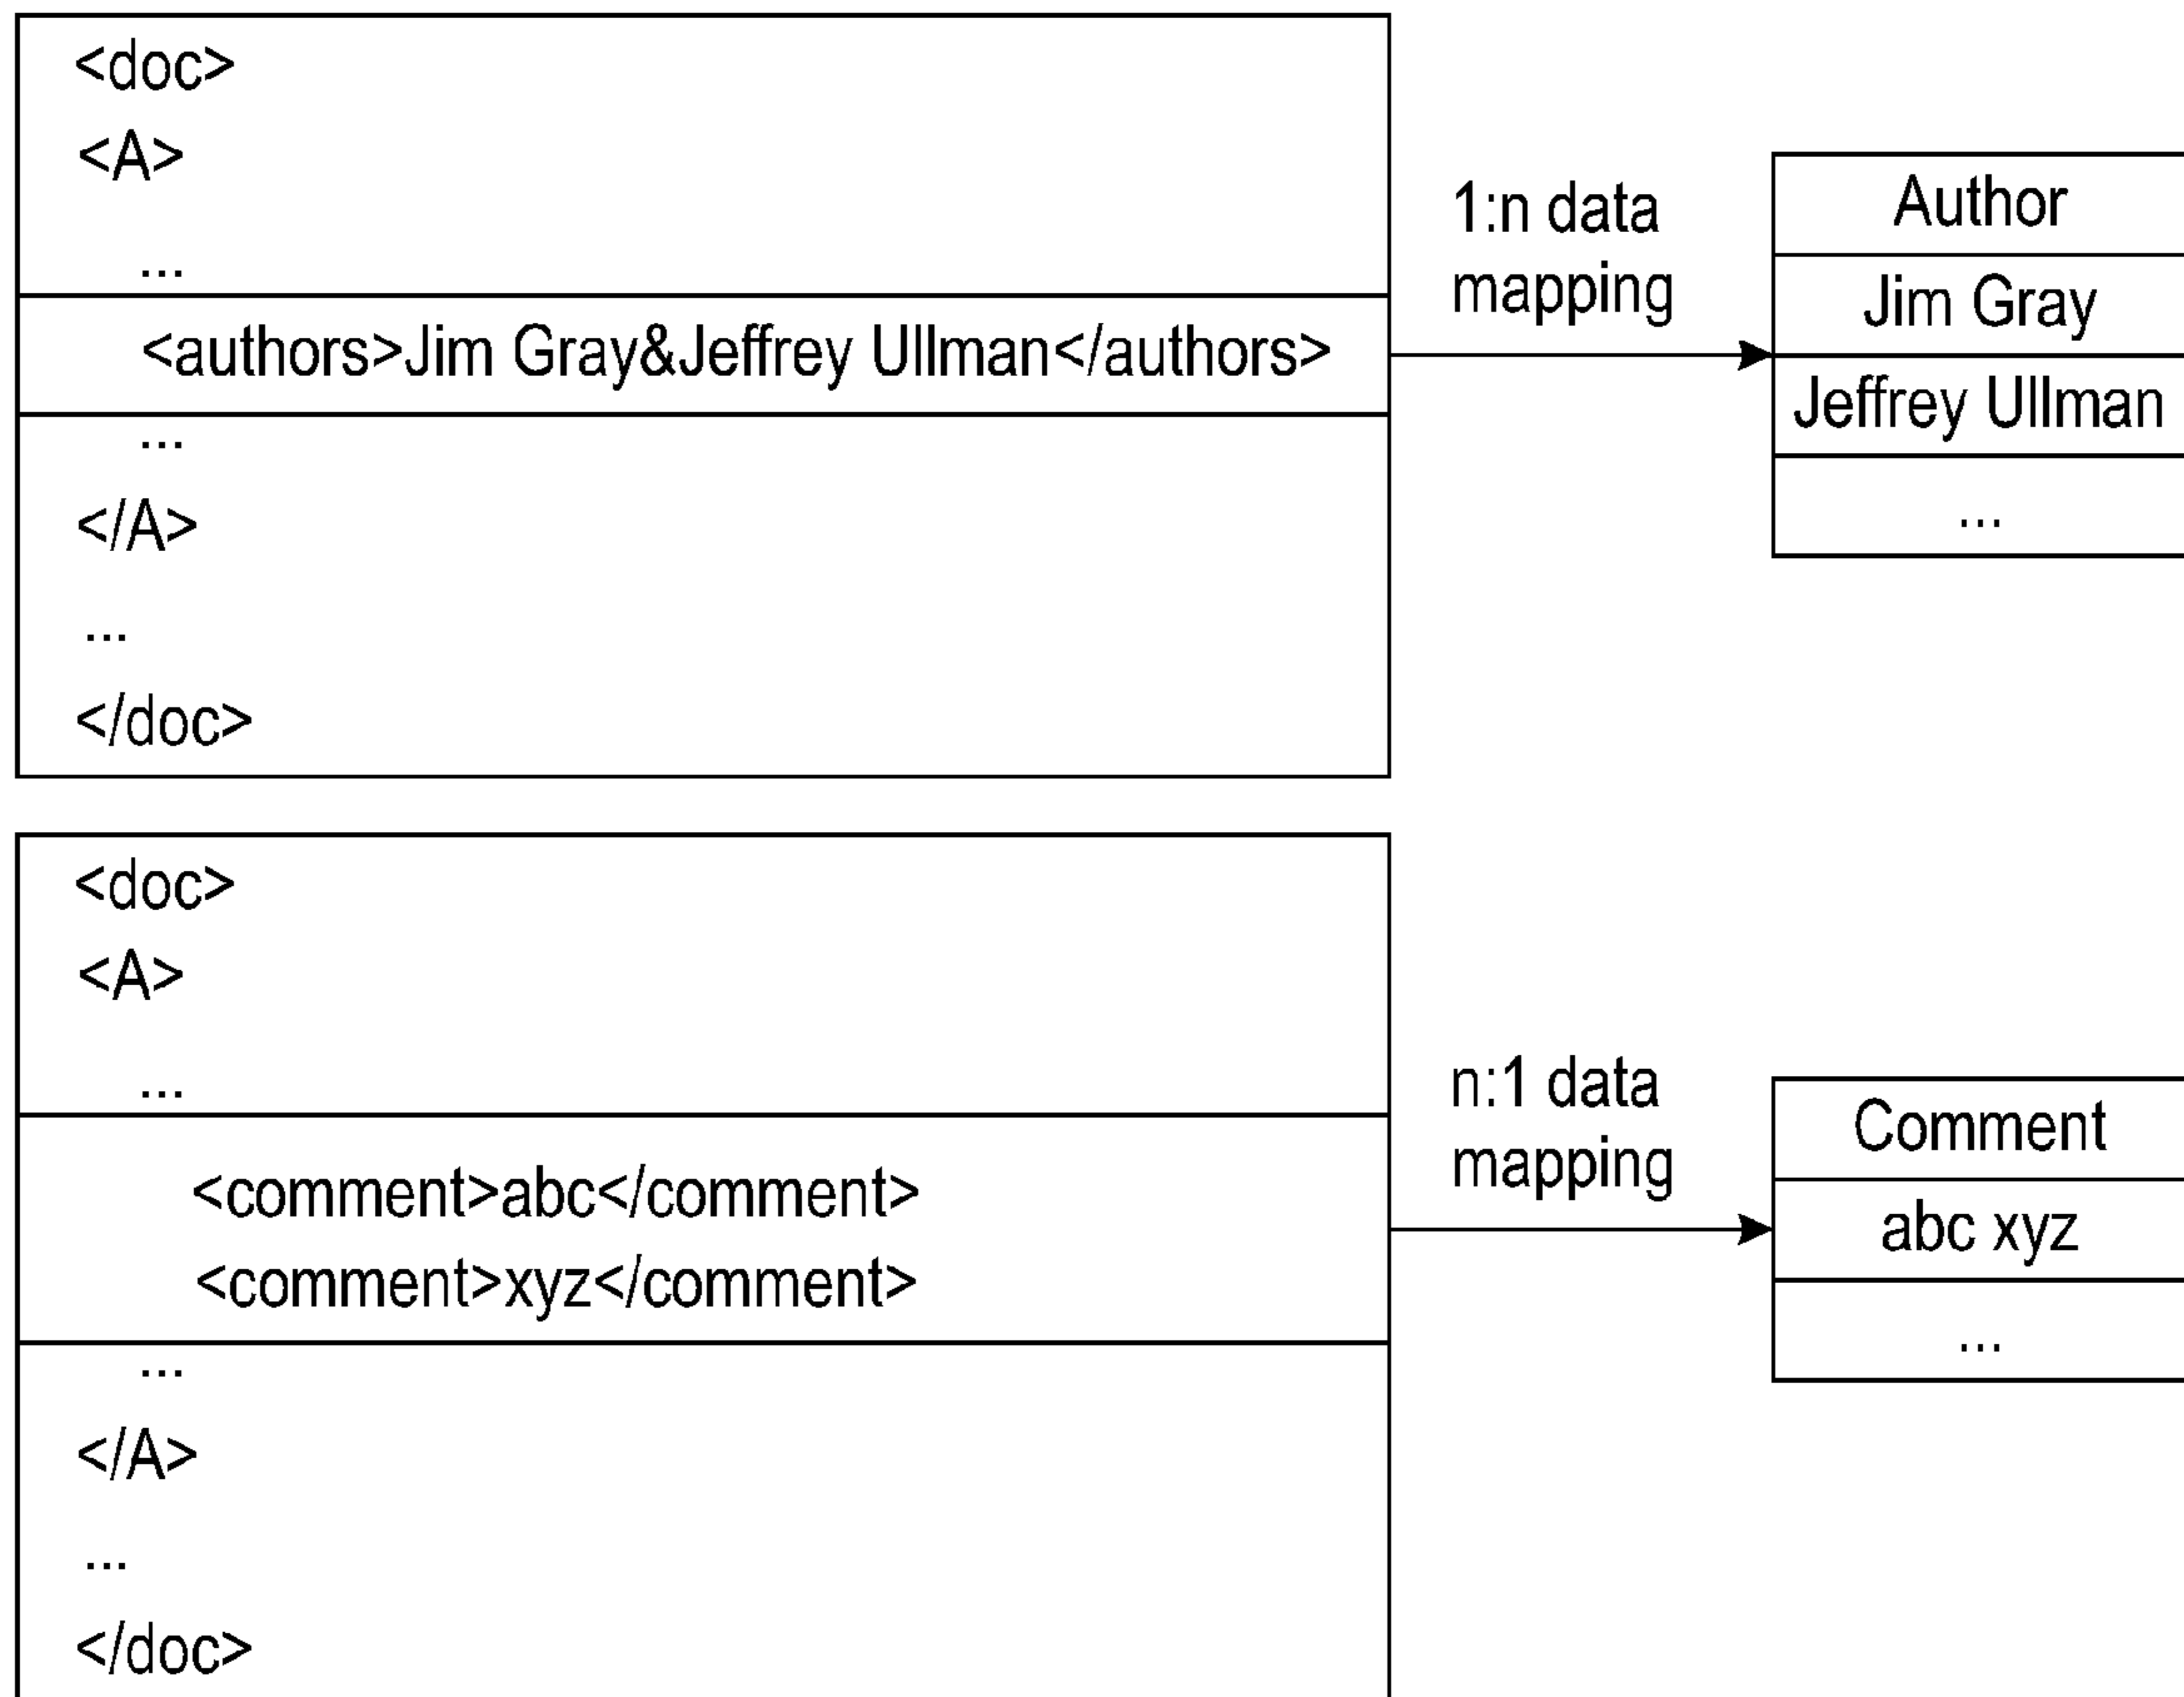 <doc>
<A>
...
<authors>Jim Gray&Jeffrey Ullman</authors>
...
</A>
...
</doc>
1:n data
mapping
Author
Jim Gray
Jeffrey Ullman
...
<doc>
<A>
...
<comment>abc</comment>
<comment>xyz</comment>
...
</A>
...
</doc>
n:1 data
mapping
Comment
abc xyz
...